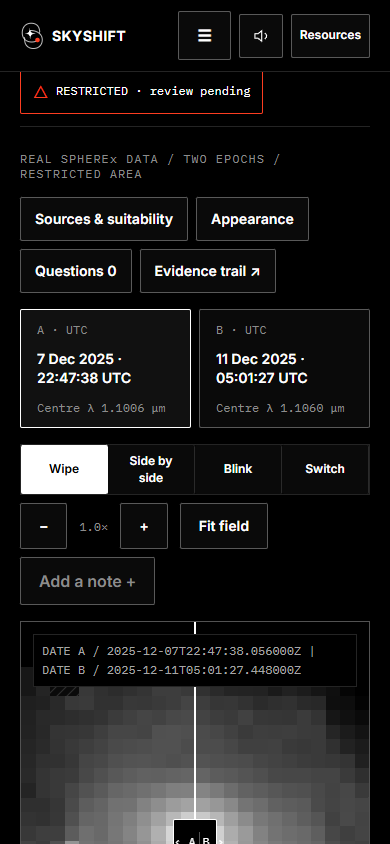 SKYSHIFT
Resources
RESTRICTED · review pending
REAL SPHEREx DATA / TWO EPOCHS /
RESTRICTED AREA
Sources & suitability
Appearance
Questions 0
Evidence trail ↗
A · UTC
7 Dec 2025 ·
22:47:38 UTC
Centre λ 1.1006 µm
B · UTC
11 Dec 2025 ·
05:01:27 UTC
Centre λ 1.1060 µm
Wipe
Side by
side
Blink
Switch
−
1.0×
+
Fit field
Add a note +
DATE A / 2025-12-07T22:47:38.056000Z |
DATE B / 2025-12-11T05:01:27.448000Z
‹ A | B ›